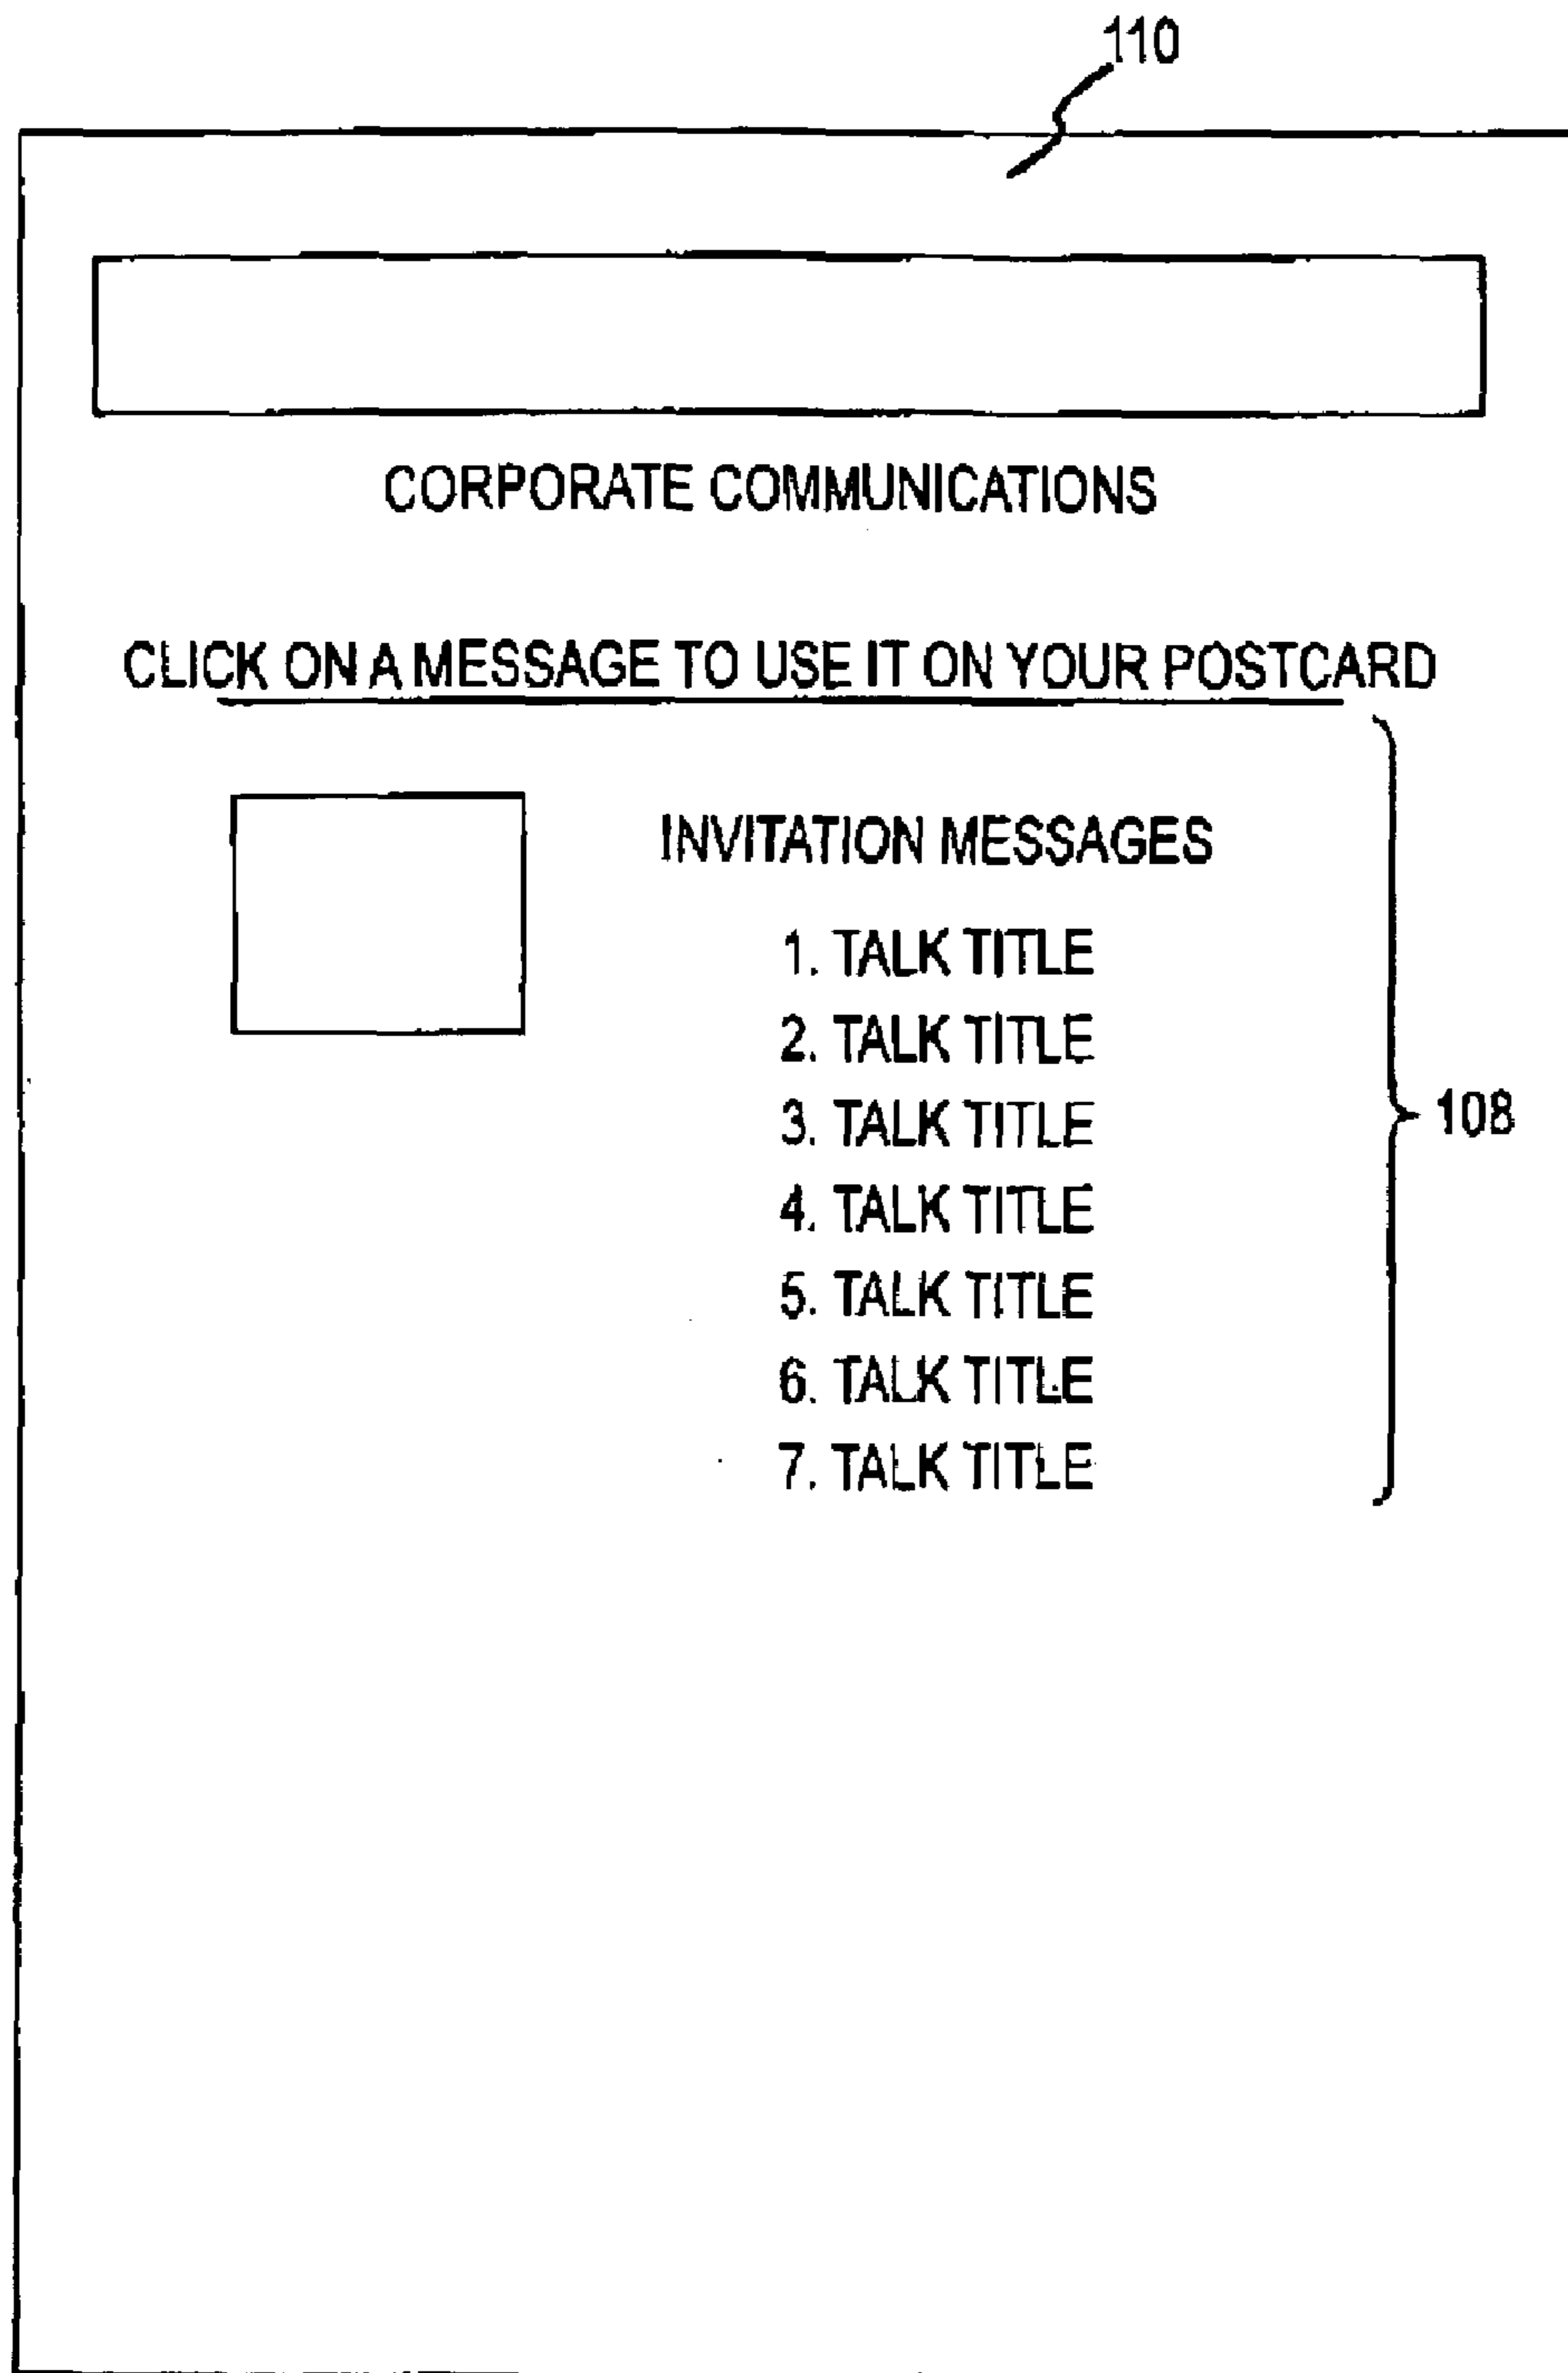 110
CORPORATE COMMUNICATIONS
CLICK ON A MESSAGE TO USE IT ON YOUR POSTCARD
INVITATION MESSAGES
1. TALK TITLE
2. TALK TITLE
3. TALK TITLE
108
4. TALK TITLE
5. TALK TITLE
6. TALK TITLE
7. TALK TITLE